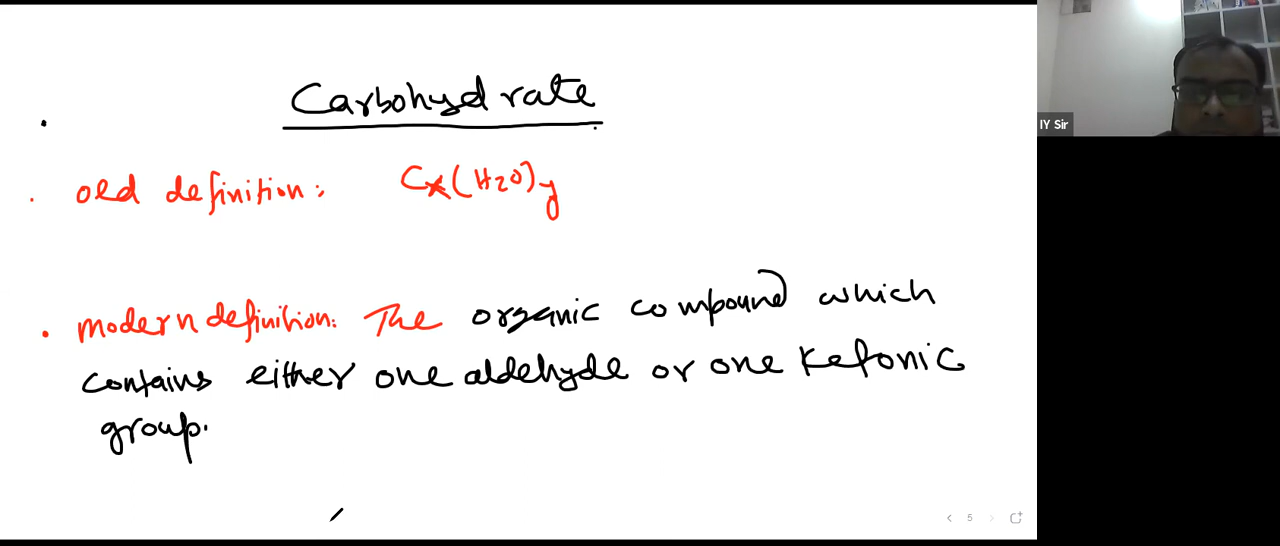 Carbohydrate
old definition: Cx(H2O)y
modern definition: The organic compound which
contains either one aldehyde or one ketonic
group.
IY Sir
5